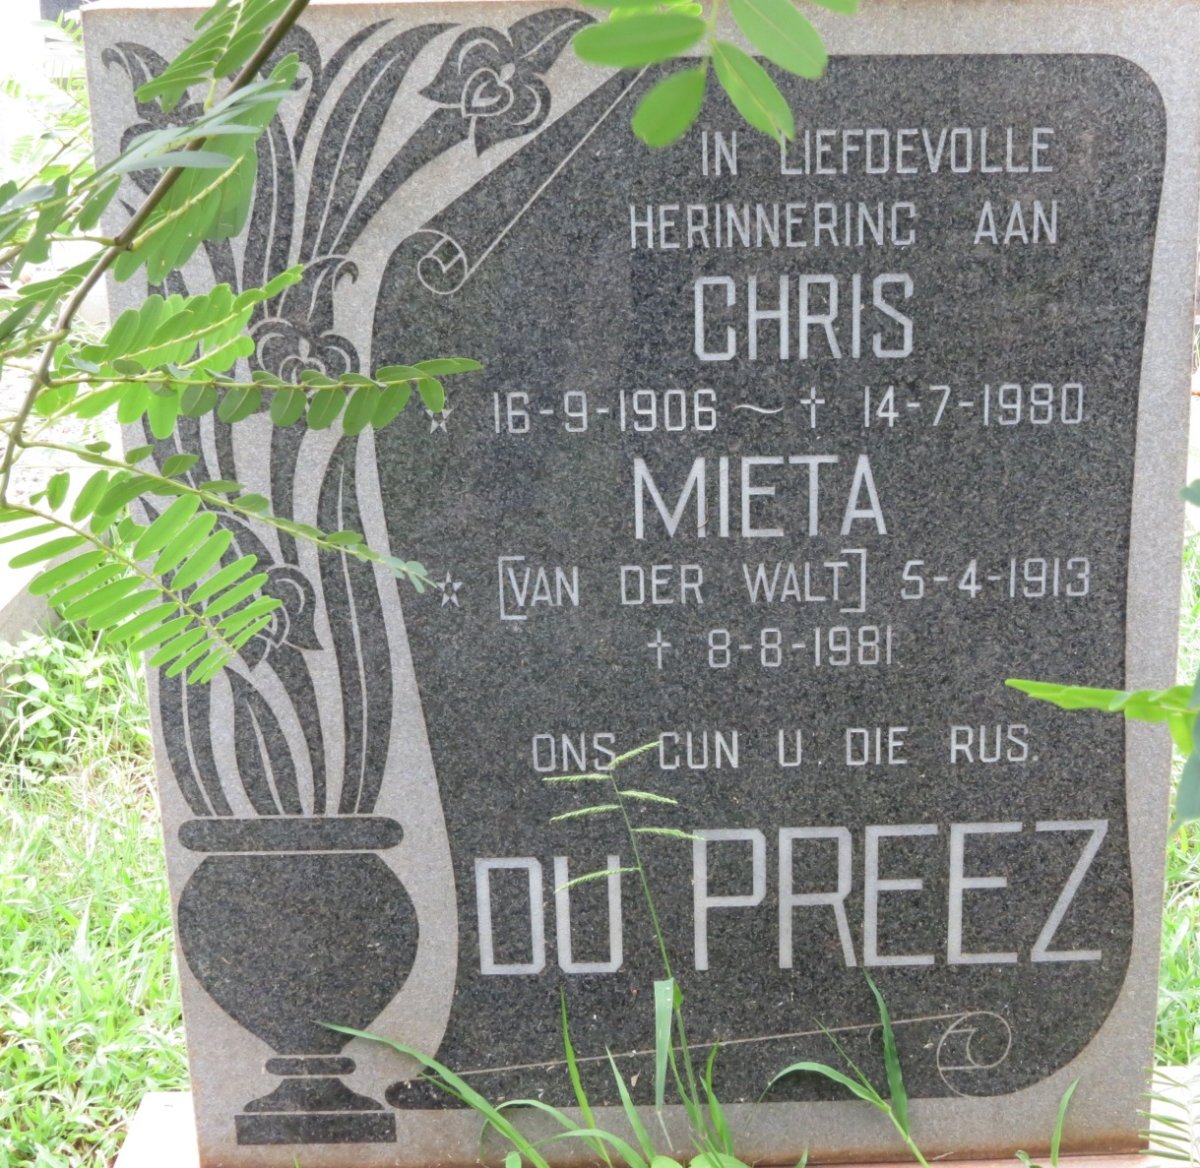 IN LIEFDEVOLLE
HERINNERING AAN
CHRIS
* 16-9-1906 ~ † 14-7-1980
MIETA
* [VAN DER WALT] 5-4-1913
† 8-8-1981
ONS GUN U DIE RUS.
DU PREEZ